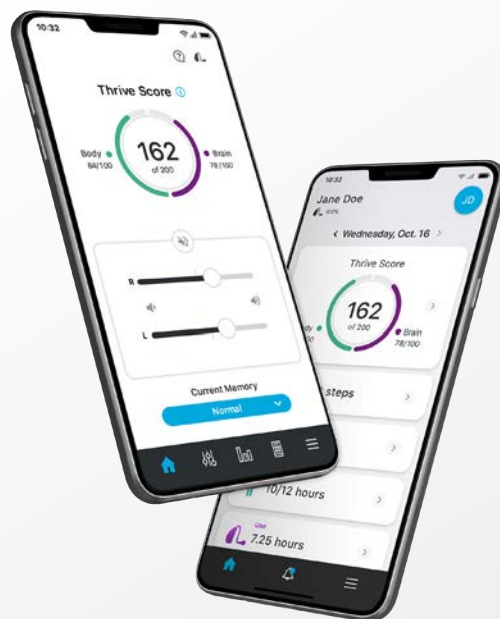 10:32
Thrive Score
Body
84/100
162
of 200
Brain
78/100
R
L
Current Memory
Normal
10:32
Jane Doe
100%
JD
Wednesday, Oct. 16
Thrive Score
162
of 200
Brain
78/100
steps
10/12 hours
Use
7.25 hours